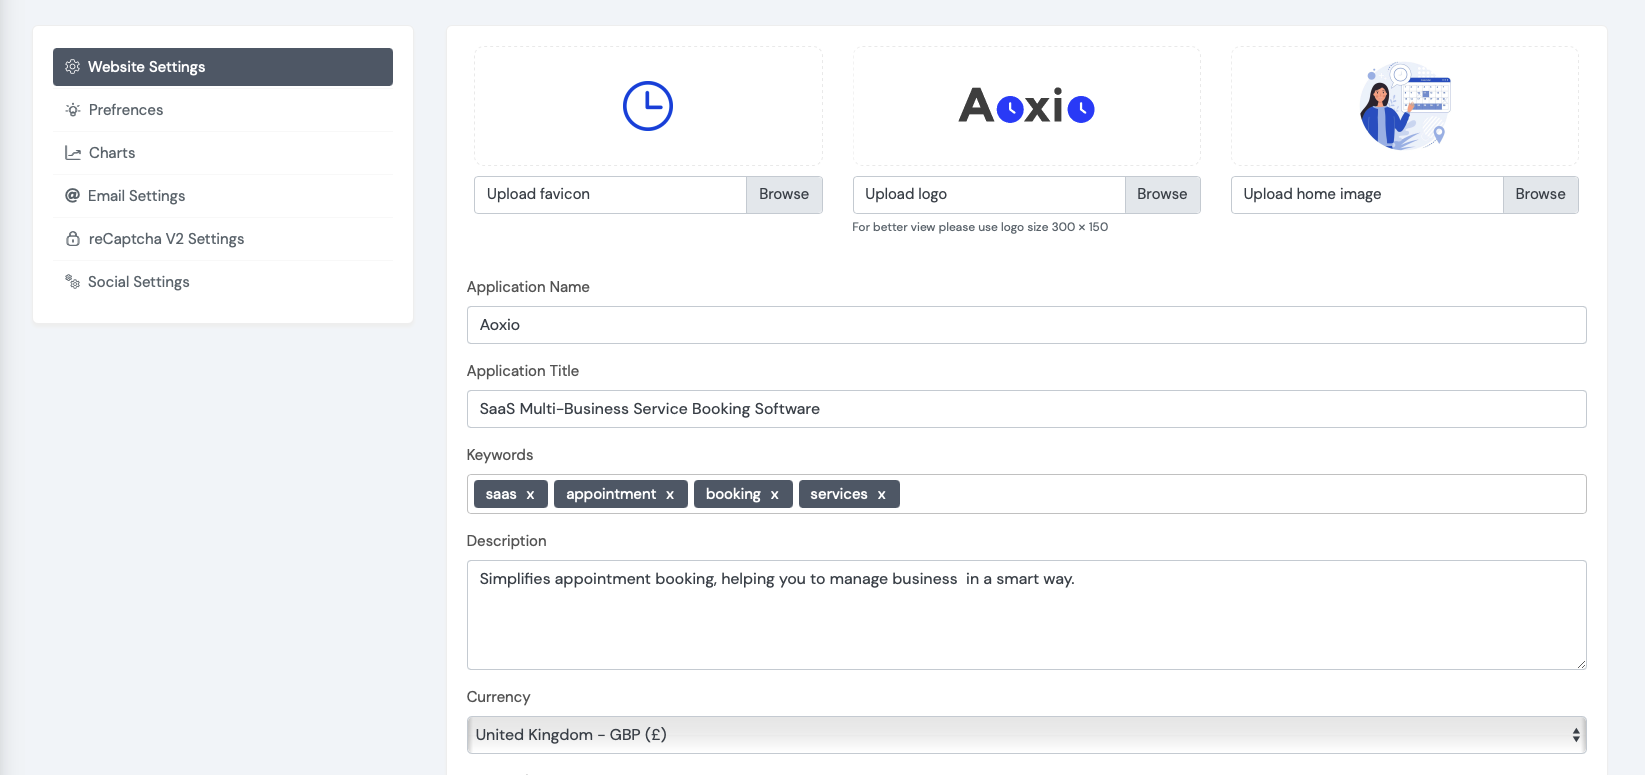 Website Settings
Prefrences
Charts
Email Settings
reCaptcha V2 Settings
Social Settings
Aoxio
Upload favicon Browse
Upload logo Browse
Upload home image Browse
For better view please use logo size 300 × 150
Application Name
Aoxio
Application Title
SaaS Multi-Business Service Booking Software
Keywords
saas x appointment x booking x services x
Description
Simplifies appointment booking, helping you to manage business  in a smart way.
Currency
United Kingdom - GBP (£)